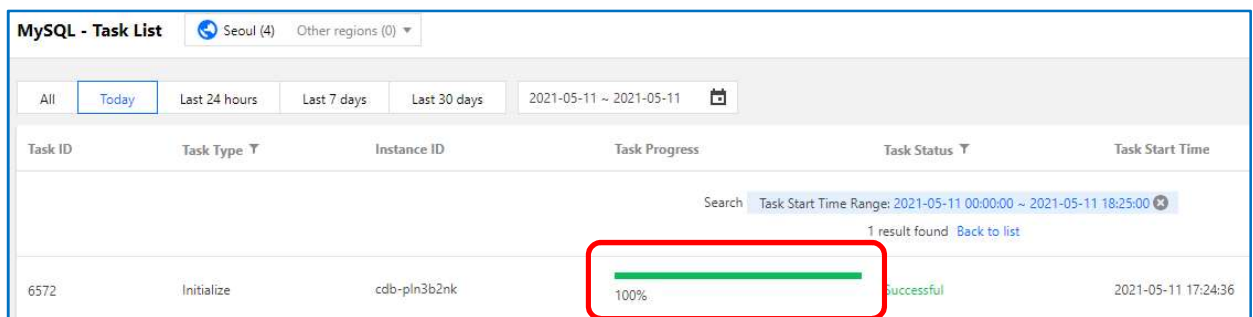 MySQL - Task List Seoul (4) Other regions (0)
All Today Last 24 hours Last 7 days Last 30 days 2021-05-11 ~ 2021-05-11
Task ID Task Type Instance ID Task Progress Task Status Task Start Time
Search Task Start Time Range: 2021-05-11 00:00:00 ~ 2021-05-11 18:25:00
1 result found Back to list
6572 Initialize cdb-pln3b2nk 100% Successful 2021-05-11 17:24:36